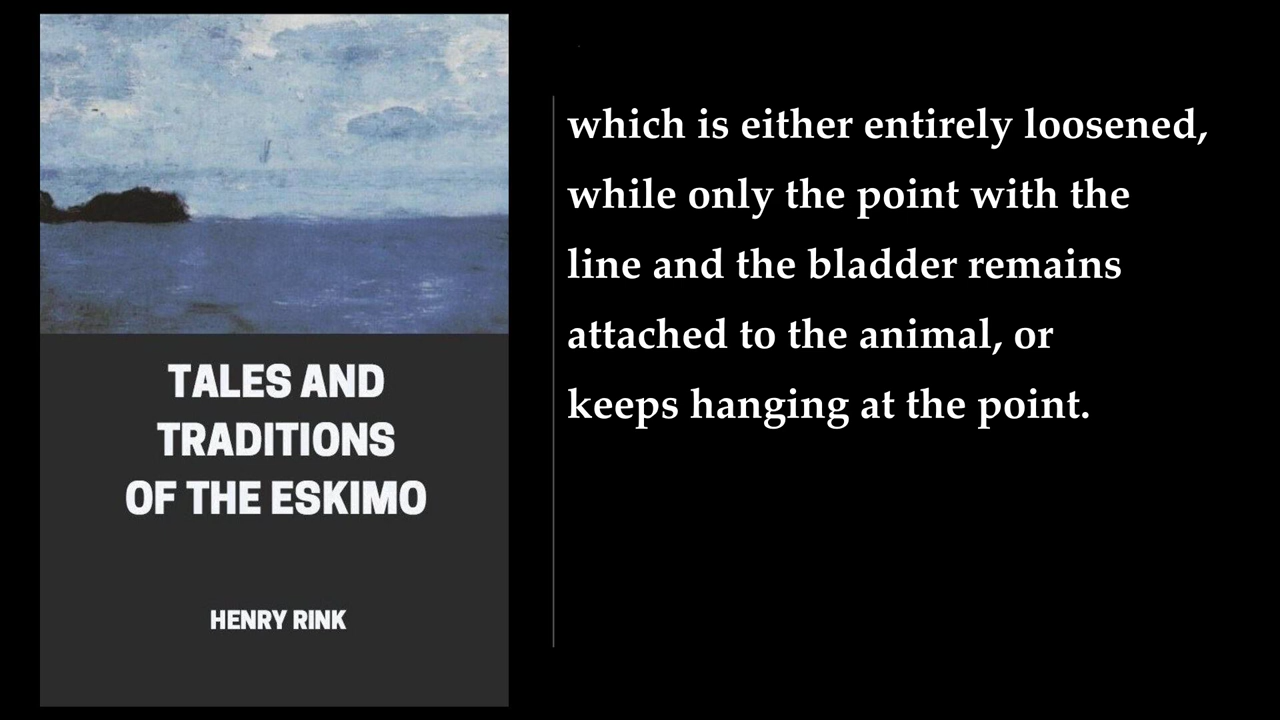 TALES AND
TRADITIONS
OF THE ESKIMO
HENRY RINK
which is either entirely loosened,
while only the point with the
line and the bladder remains
attached to the animal, or
keeps hanging at the point.